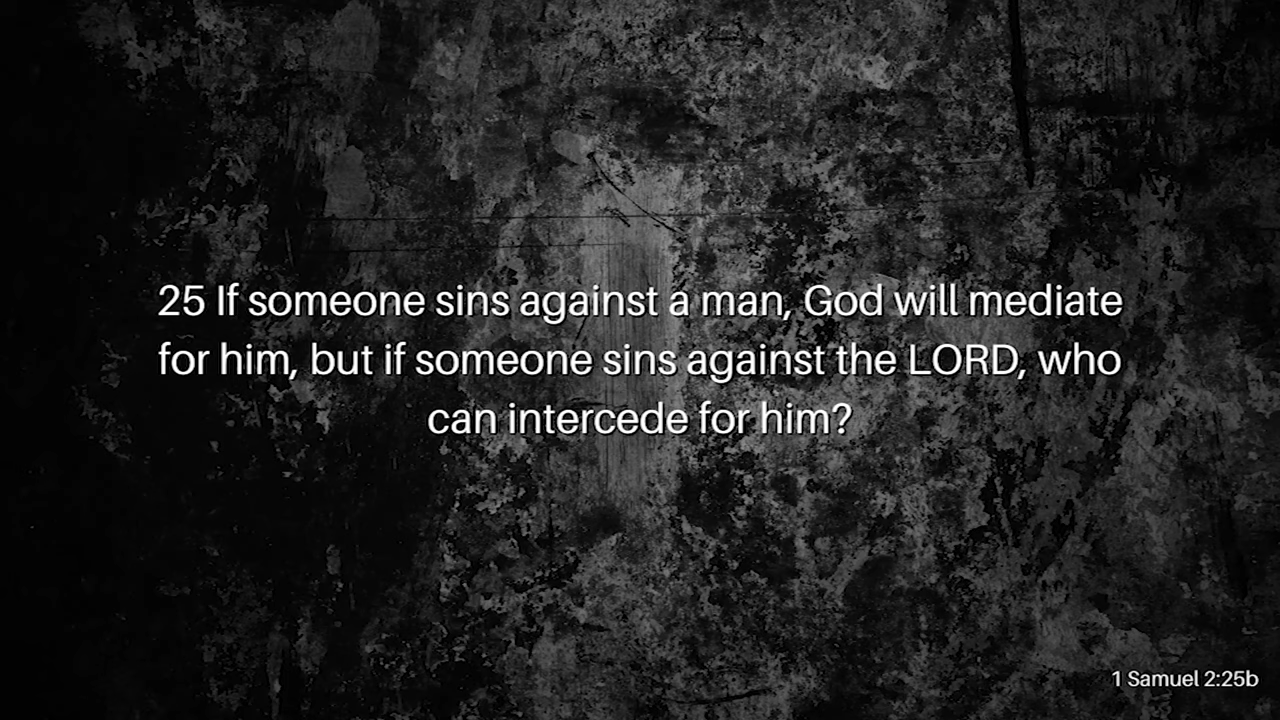 25 If someone sins against a man, God will mediate
for him, but if someone sins against the LORD, who
can intercede for him?
1 Samuel 2:25b